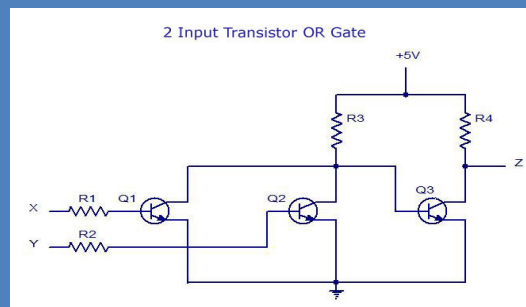 2 Input Transistor OR Gate
+5V
R3
R4
Z
R1
Q1
Q2
Q3
X
R2
Y